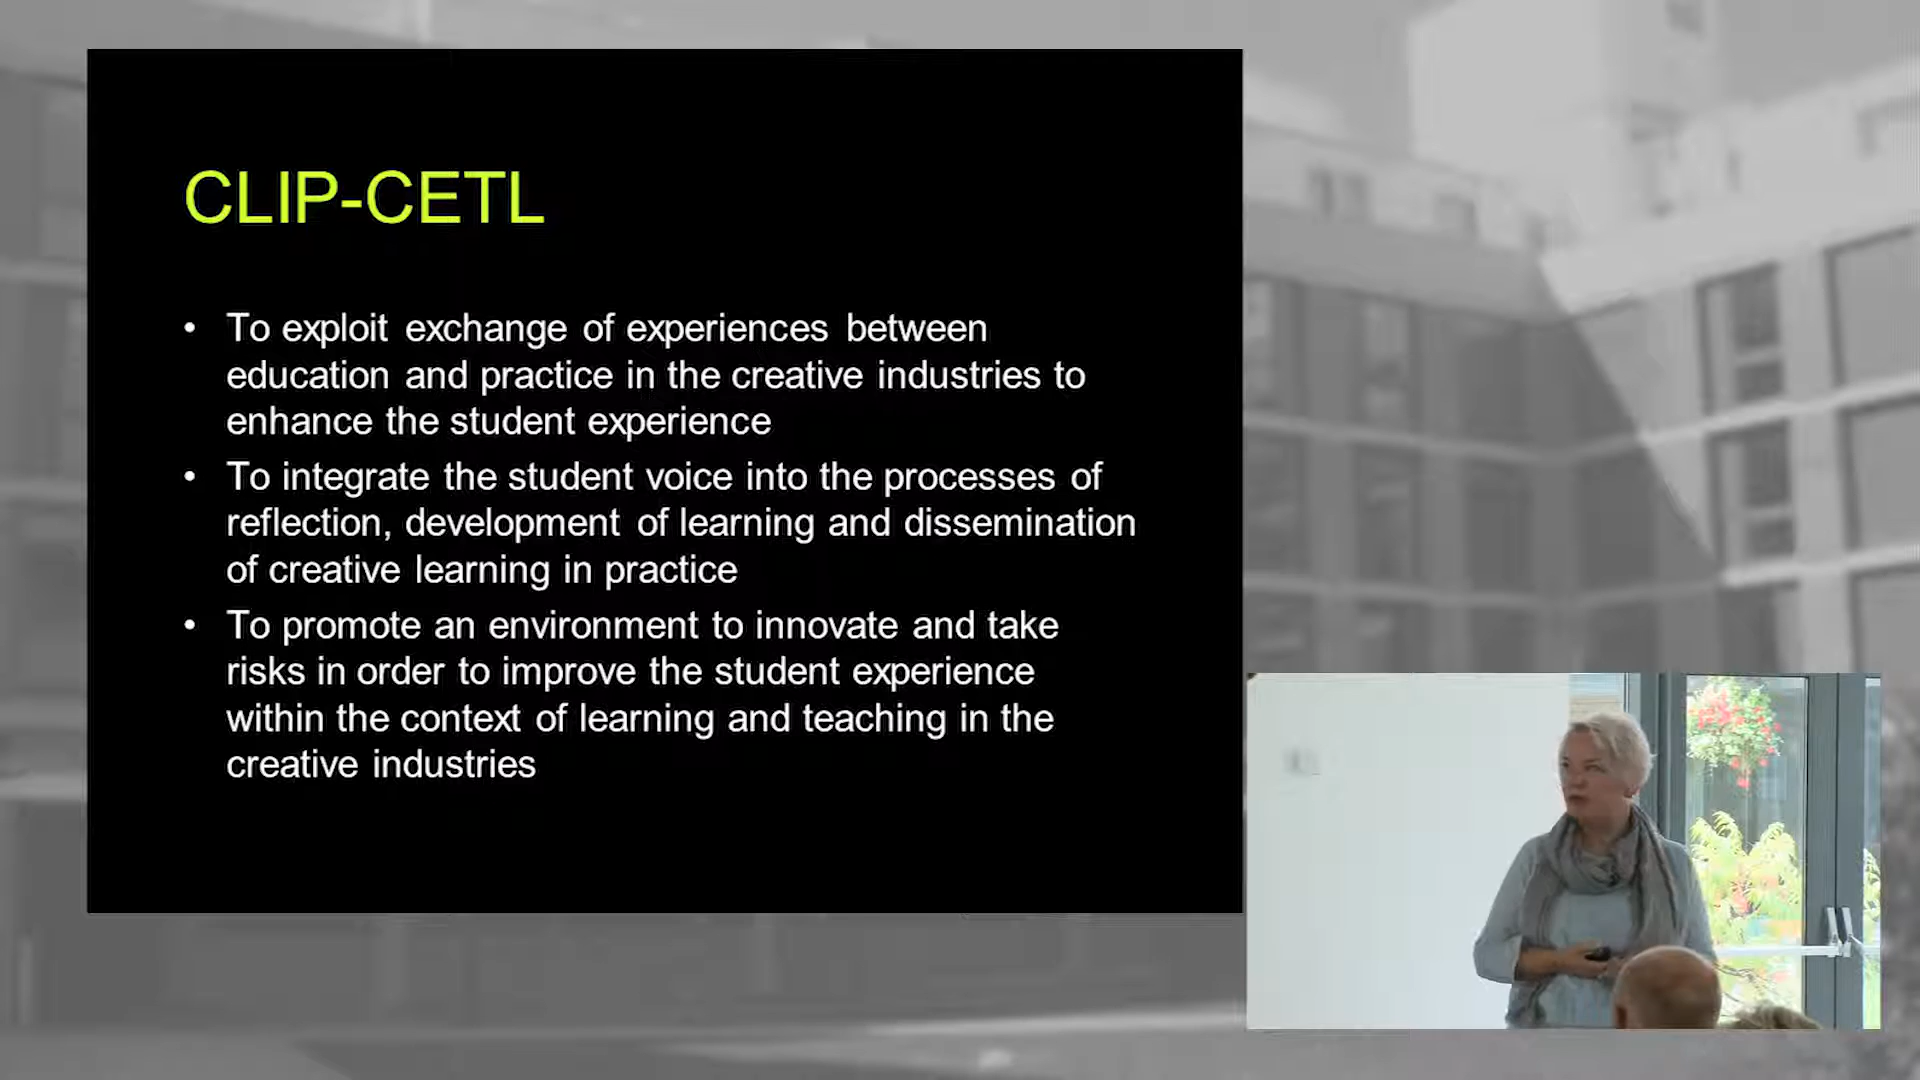 CLIP-CETL
• To exploit exchange of experiences between
education and practice in the creative industries to
enhance the student experience
• To integrate the student voice into the processes of
reflection, development of learning and dissemination
of creative learning in practice
• To promote an environment to innovate and take
risks in order to improve the student experience
within the context of learning and teaching in the
creative industries